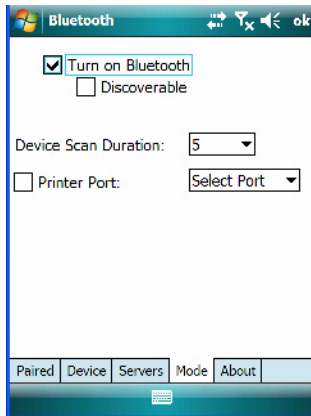 Bluetooth ok
Turn on Bluetooth
Discoverable
Device Scan Duration: 5
Printer Port: Select Port
Paired Device Servers Mode About